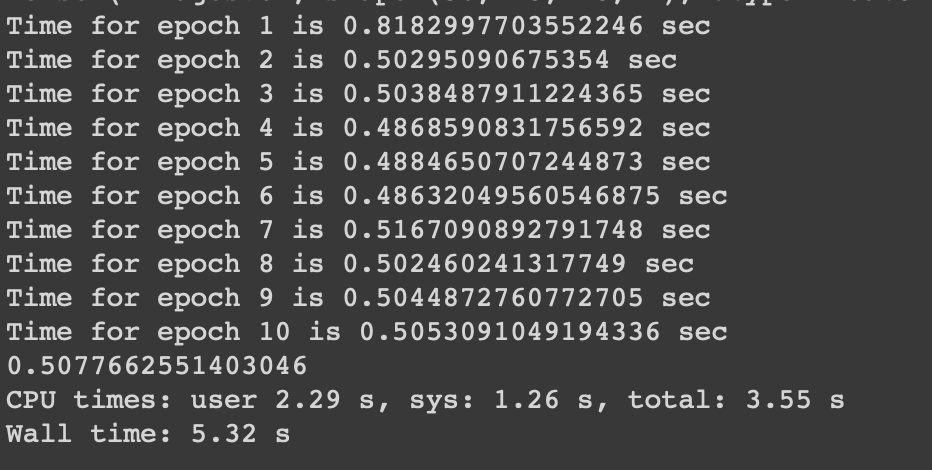 Time for epoch 1 is 0.8182997703552246 sec
Time for epoch 2 is 0.50295090675354 sec
Time for epoch 3 is 0.5038487911224365 sec
Time for epoch 4 is 0.4868590831756592 sec
Time for epoch 5 is 0.4884650707244873 sec
Time for epoch 6 is 0.48632049560546875 sec
Time for epoch 7 is 0.5167090892791748 sec
Time for epoch 8 is 0.502460241317749 sec
Time for epoch 9 is 0.5044872760772705 sec
Time for epoch 10 is 0.5053091049194336 sec
0.5077662551403046
CPU times: user 2.29 s, sys: 1.26 s, total: 3.55 s
Wall time: 5.32 s